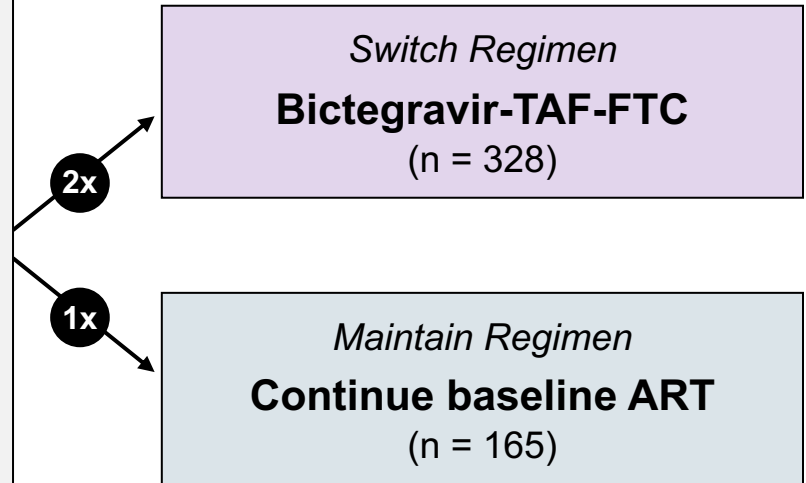 Switch Regimen
Bictegravir-TAF-FTC
(n = 328)
2x
1x
Maintain Regimen
Continue baseline ART
(n = 165)